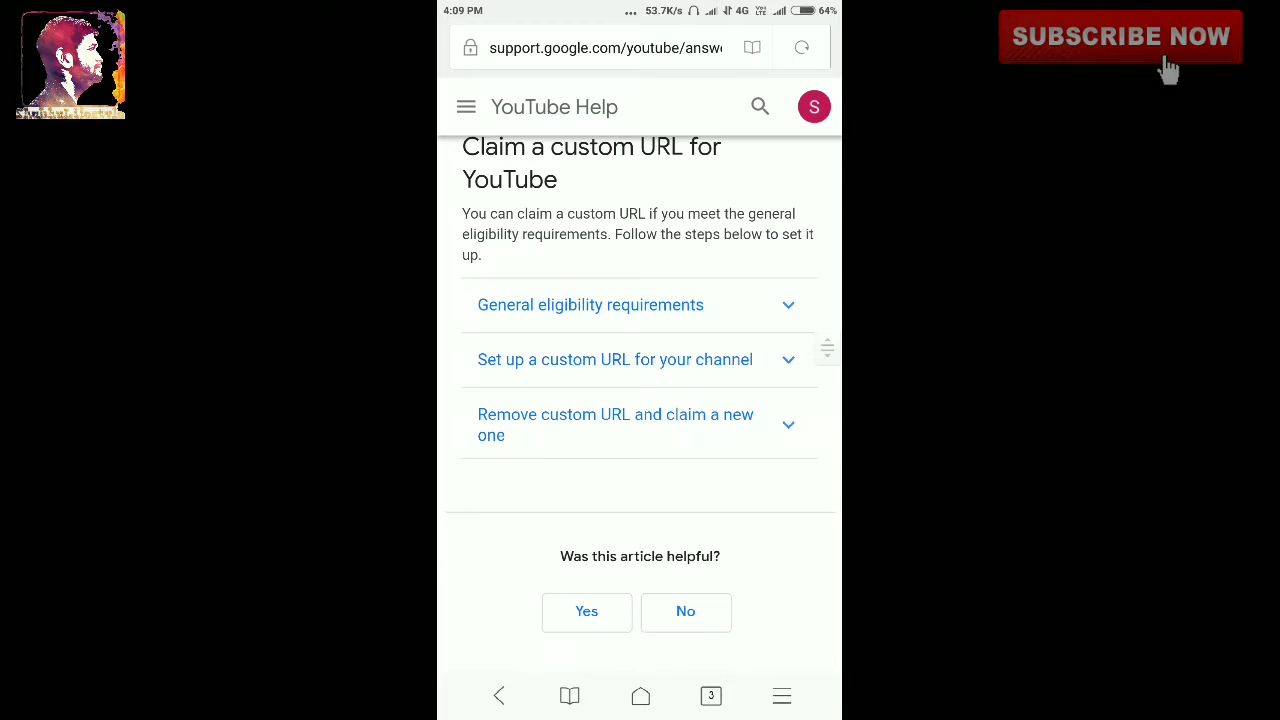 4:09 PM ... 53.7K/s 4G VoLTE 64%
SUBSCRIBE NOW
support.google.com/youtube/answe
YouTube Help
S
Claim a custom URL for
YouTube
You can claim a custom URL if you meet the general
eligibility requirements. Follow the steps below to set it
up.
General eligibility requirements
Set up a custom URL for your channel
Remove custom URL and claim a new
one
Was this article helpful?
Yes
No
3